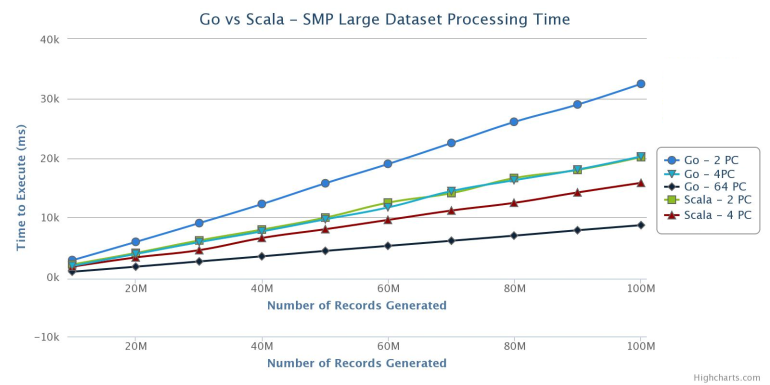 Go vs Scala – SMP Large Dataset Processing Time
Time to Execute (ms)
40k
30k
20k
10k
0k
–10k
20M 40M 60M 80M 100M
Number of Records Generated
20M 40M 60M 80M 100M
Number of Records Generated
Go – 2 PC
Go – 4PC
Go – 64 PC
Scala – 2 PC
Scala – 4 PC
Highcharts.com